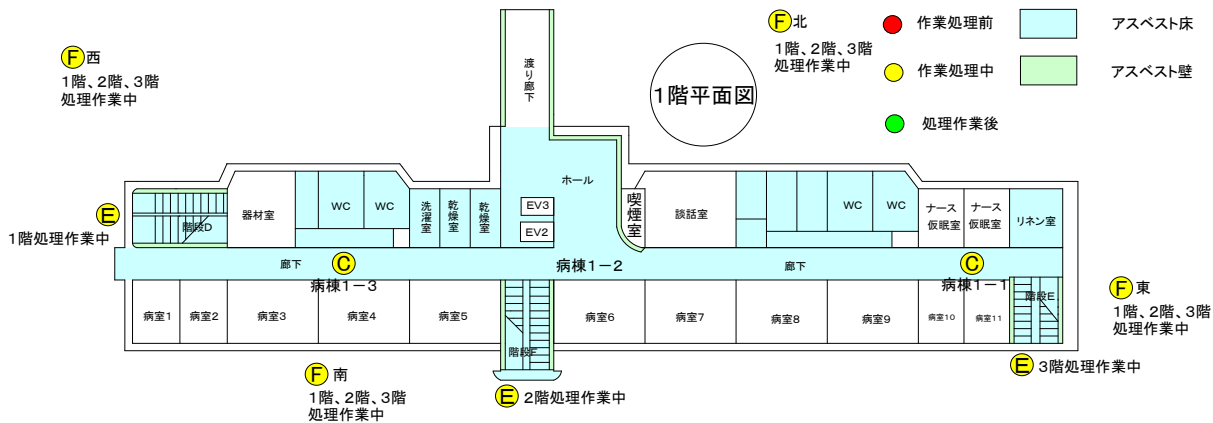 Ⓕ西
1階、2階、3階
処理作業中
渡り廊下
1階平面図
Ⓕ北
1階、2階、3階
処理作業中
作業処理前
アスベスト床
作業処理中
アスベスト壁
処理作業後
Ⓔ
1階処理作業中
階段D
器材室
WC
WC
洗濯室
乾燥室
乾燥室
ホール
EV3
EV2
喫煙室
談話室
WC
WC
ナース
仮眠室
ナース
仮眠室
リネン室
廊下
Ⓒ
病棟1-3
病棟1-2
廊下
Ⓒ
病棟1-1
病室1
病室2
病室3
病室4
病室5
階段F
病室6
病室7
病室8
病室9
病室10
病室11
階段E
Ⓕ東
1階、2階、3階
処理作業中
Ⓕ南
1階、2階、3階
処理作業中
Ⓔ 2階処理作業中
Ⓔ 3階処理作業中